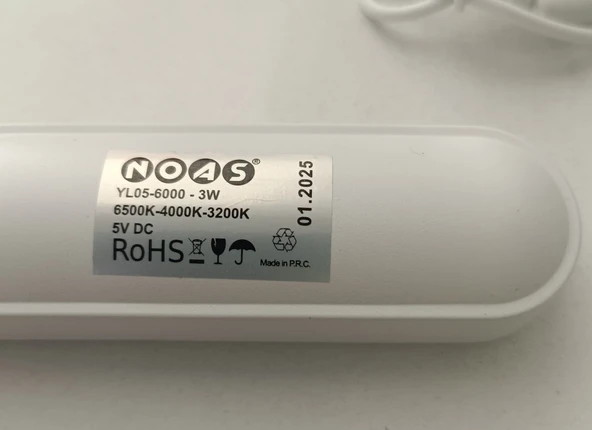 NOAS®
YL05-6000 - 3W
6500K-4000K-3200K
5V DC
RoHS
Made in P.R.C.
01.2025